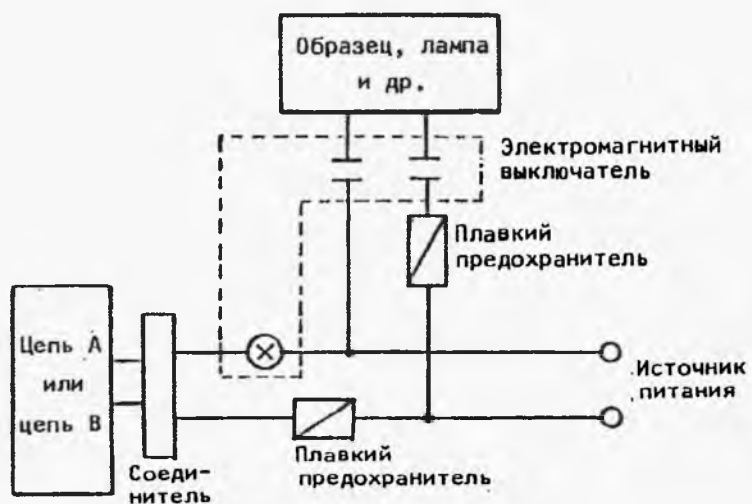 Образец, лампа
и др.
Электромагнитный
выключатель
Плавкий
предохранитель
Цепь А
или
цепь В
Источник
питания
Соеди-
нитель
Плавкий
предохранитель